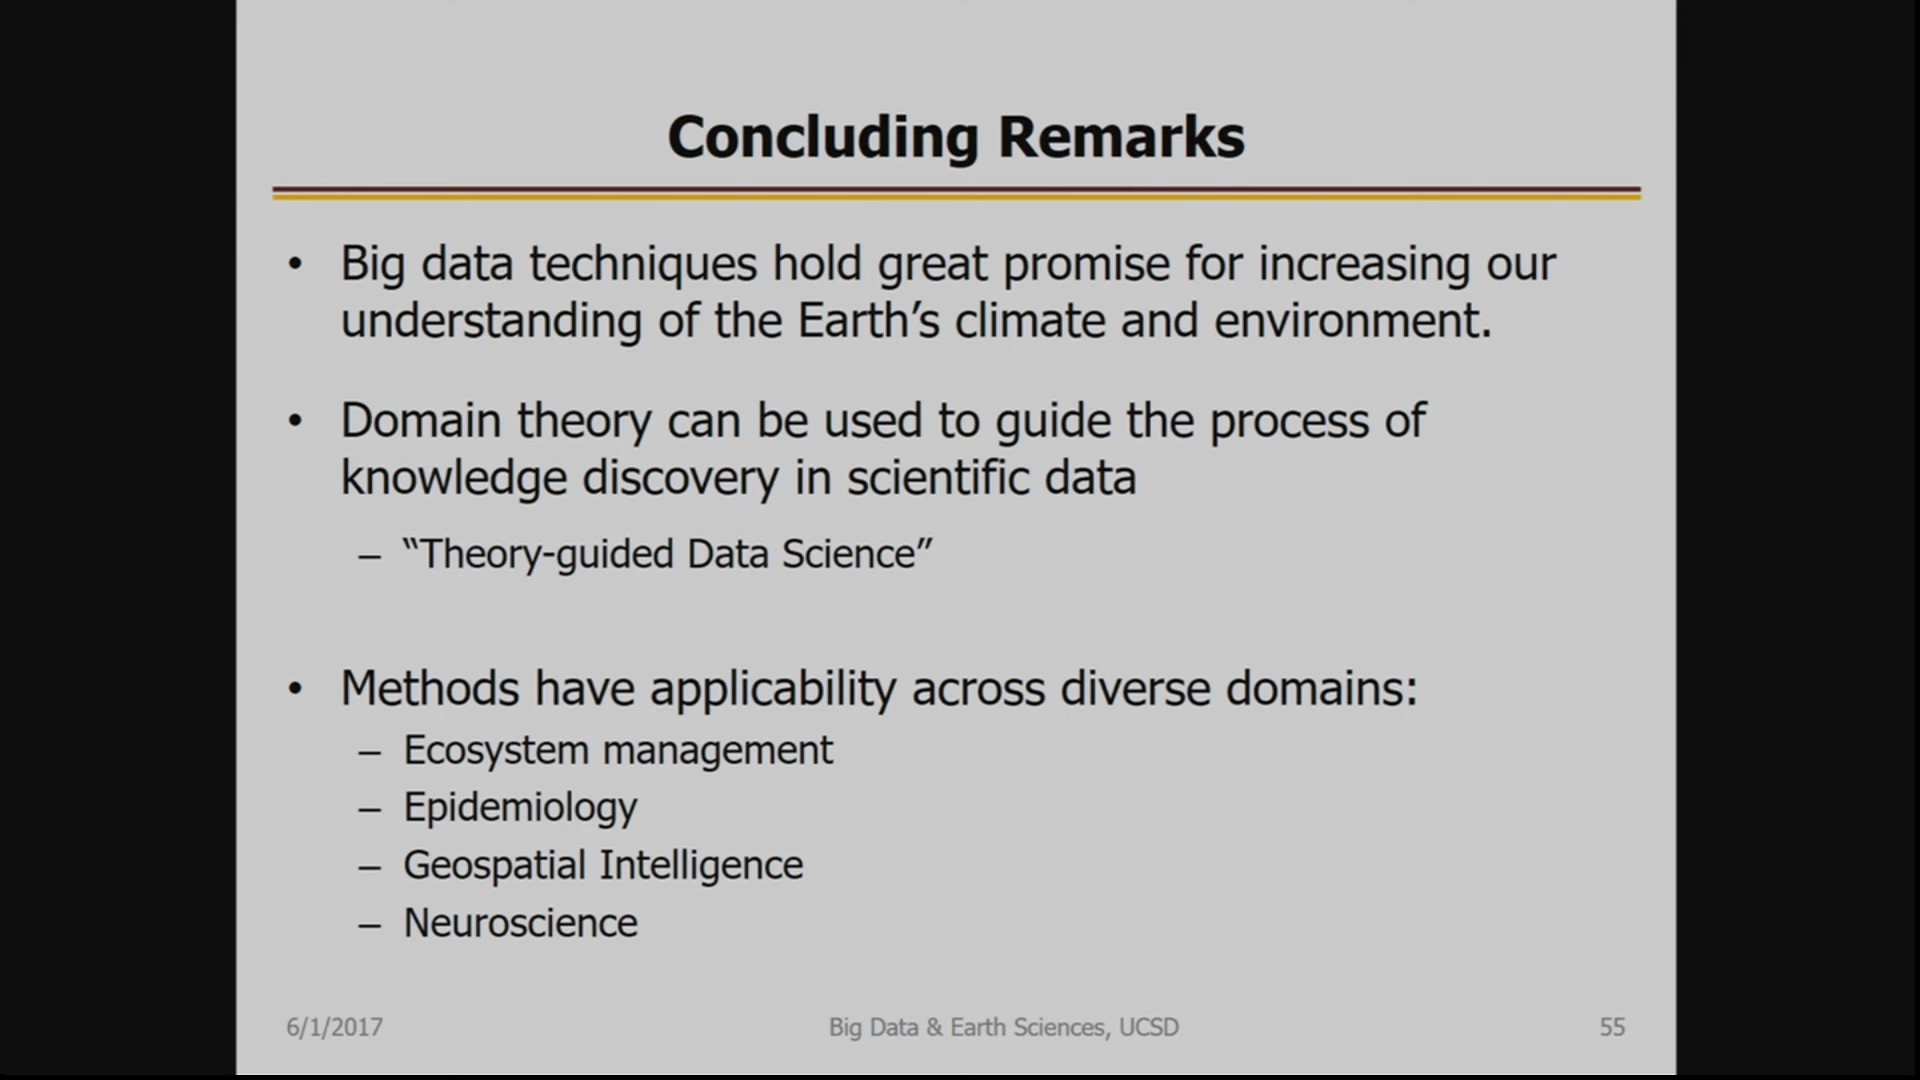 Concluding Remarks
• Big data techniques hold great promise for increasing our
understanding of the Earth’s climate and environment.
• Domain theory can be used to guide the process of
knowledge discovery in scientific data
– “Theory-guided Data Science”
• Methods have applicability across diverse domains:
– Ecosystem management
– Epidemiology
– Geospatial Intelligence
– Neuroscience
6/1/2017 Big Data & Earth Sciences, UCSD 55